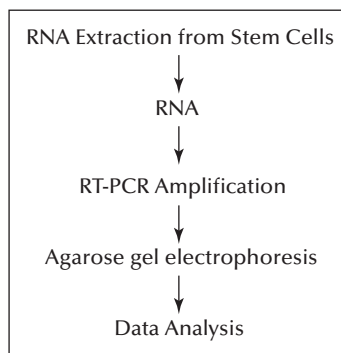 RNA Extraction from Stem Cells
RNA
RT-PCR Amplification
Agarose gel electrophoresis
Data Analysis